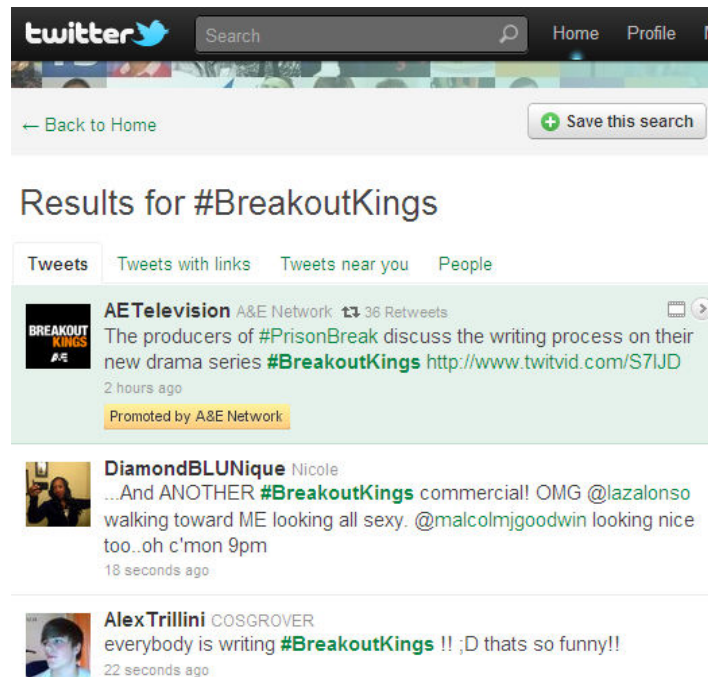 twitter
Search
Home Profile
← Back to Home
Save this search
Results for #BreakoutKings
Tweets Tweets with links Tweets near you People
BREAKOUT
KINGS
A&E
AETelevision A&E Network 36 Retweets
The producers of #PrisonBreak discuss the writing process on their
new drama series #BreakoutKings http://www.twitvid.com/S7IJD
2 hours ago
Promoted by A&E Network
DiamondBLUNique Nicole
...And ANOTHER #BreakoutKings commercial! OMG @lazalonso
walking toward ME looking all sexy. @malcolmjgoodwin looking nice
too..oh c'mon 9pm
18 seconds ago
AlexTrillini COSGROVER
everybody is writing #BreakoutKings !! ;D thats so funny!!
22 seconds ago